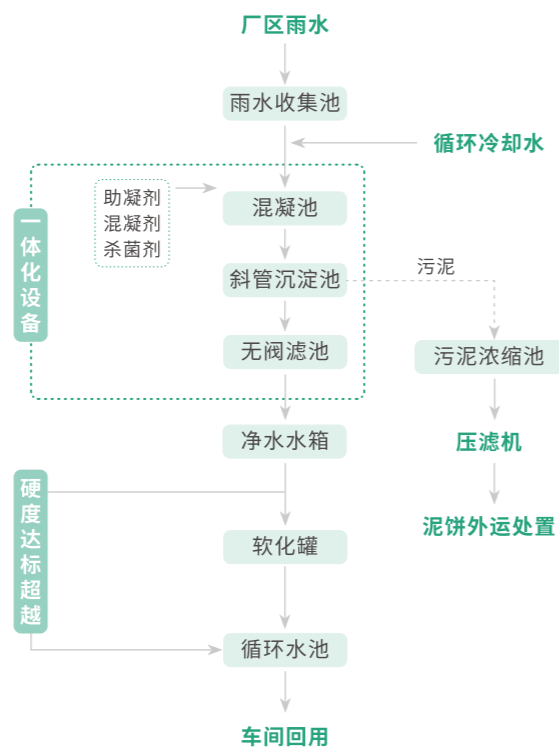 厂区雨水
雨水收集池
循环冷却水
助凝剂
混凝剂
杀菌剂
混凝池
一体化设备
斜管沉淀池
污泥
无阀滤池
污泥浓缩池
净水水箱
压滤机
硬度达标超越
泥饼外运处置
软化罐
循环水池
车间回用